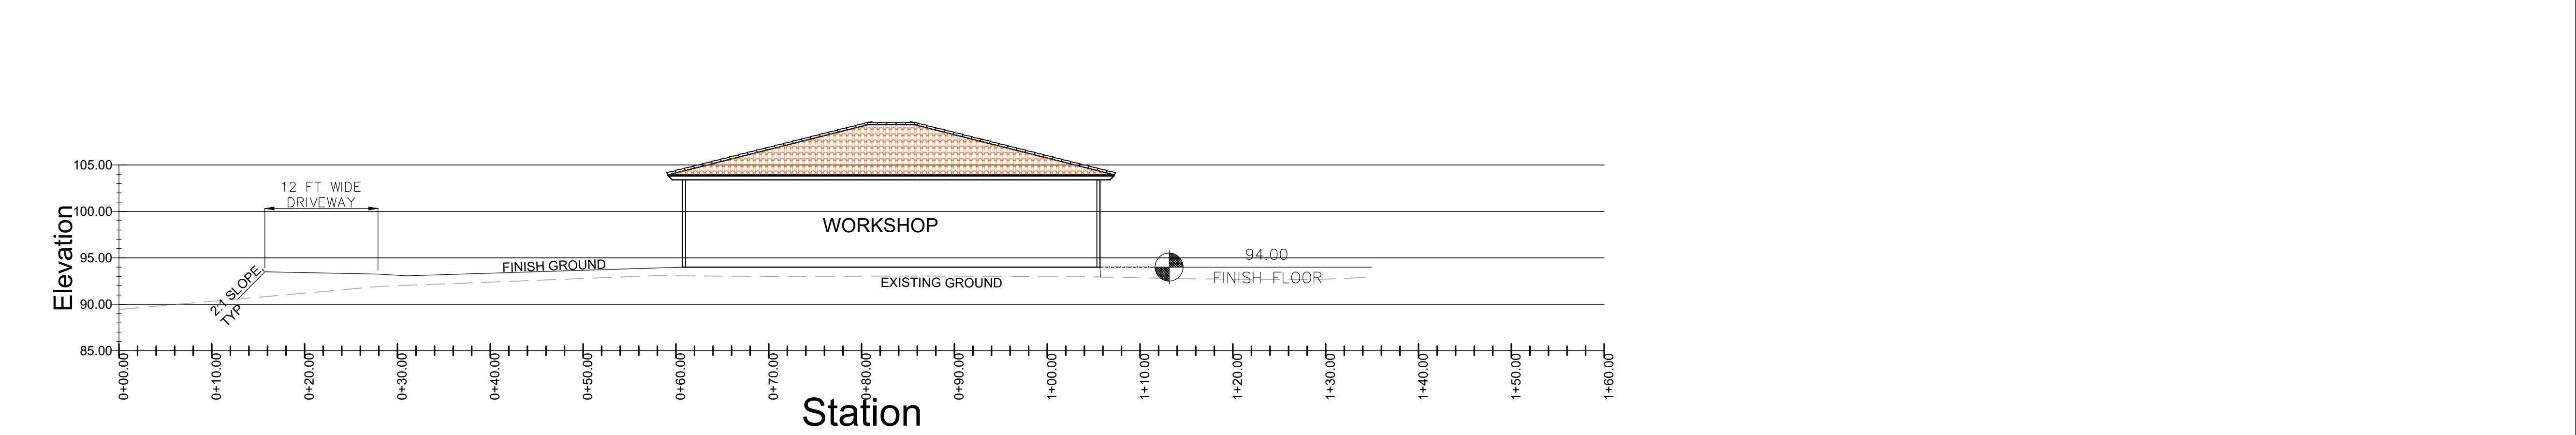 105.00
12 FT WIDE
DRIVEWAY
100.00
WORKSHOP
Elevation
95.00
94.00
FINISH GROUND
FINISH FLOOR
EXISTING GROUND
2:1 SLOPE,
TYP
90.00
85.00
0+00.00
0+10.00
0+20.00
0+30.00
0+40.00
0+50.00
0+60.00
0+70.00
0+80.00
0+90.00
1+00.00
1+10.00
1+20.00
1+30.00
1+40.00
1+50.00
1+60.00
Station